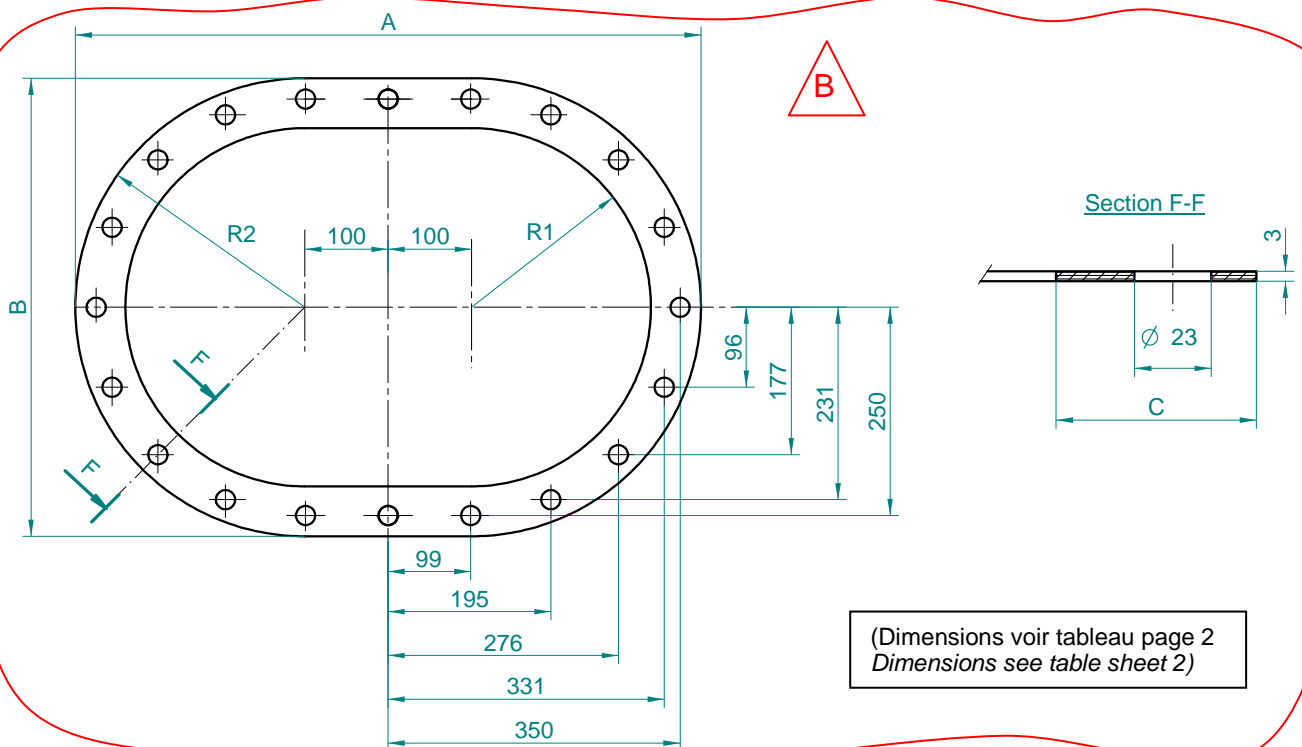 A
B
B
R2
100
100
R1
Section F-F
3
Ø 23
C
F
F
96
177
231
250
99
195
276
331
350
(Dimensions voir tableau page 2
Dimensions see table sheet 2)